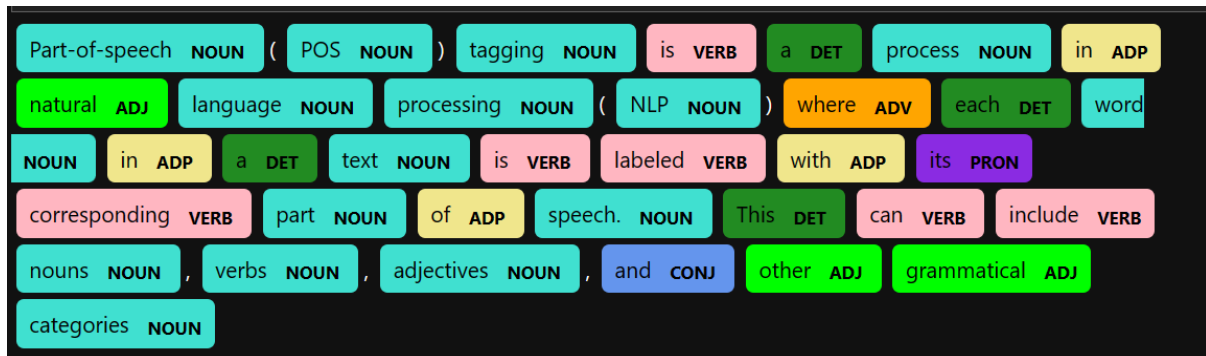 Part-of-speech NOUN ( POS NOUN ) tagging NOUN is VERB a DET process NOUN in ADP
natural ADJ language NOUN processing NOUN ( NLP NOUN ) where ADV each DET word
NOUN in ADP a DET text NOUN is VERB labeled VERB with ADP its PRON
corresponding VERB part NOUN of ADP speech. NOUN This DET can VERB include VERB
nouns NOUN , verbs NOUN , adjectives NOUN , and CONJ other ADJ grammatical ADJ
categories NOUN